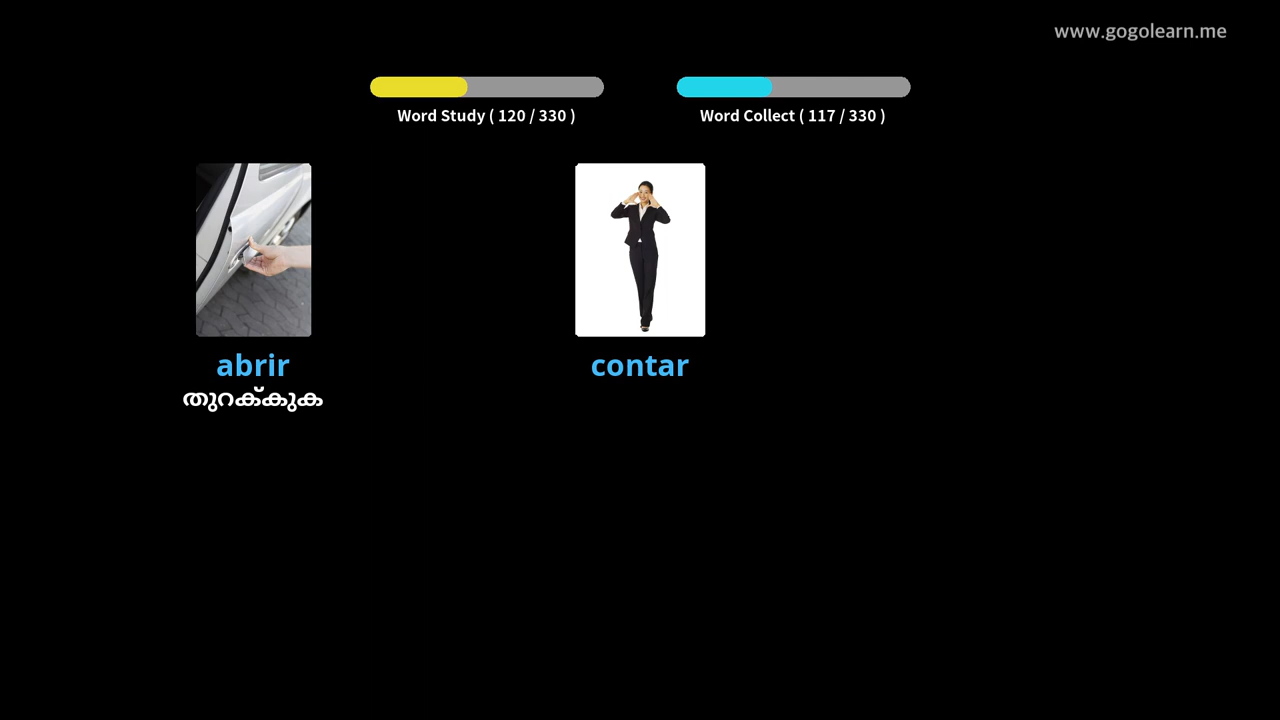 www.gogolearn.me
Word Study ( 120 / 330 )
Word Collect ( 117 / 330 )
abrir
contar
തുറക്കുക